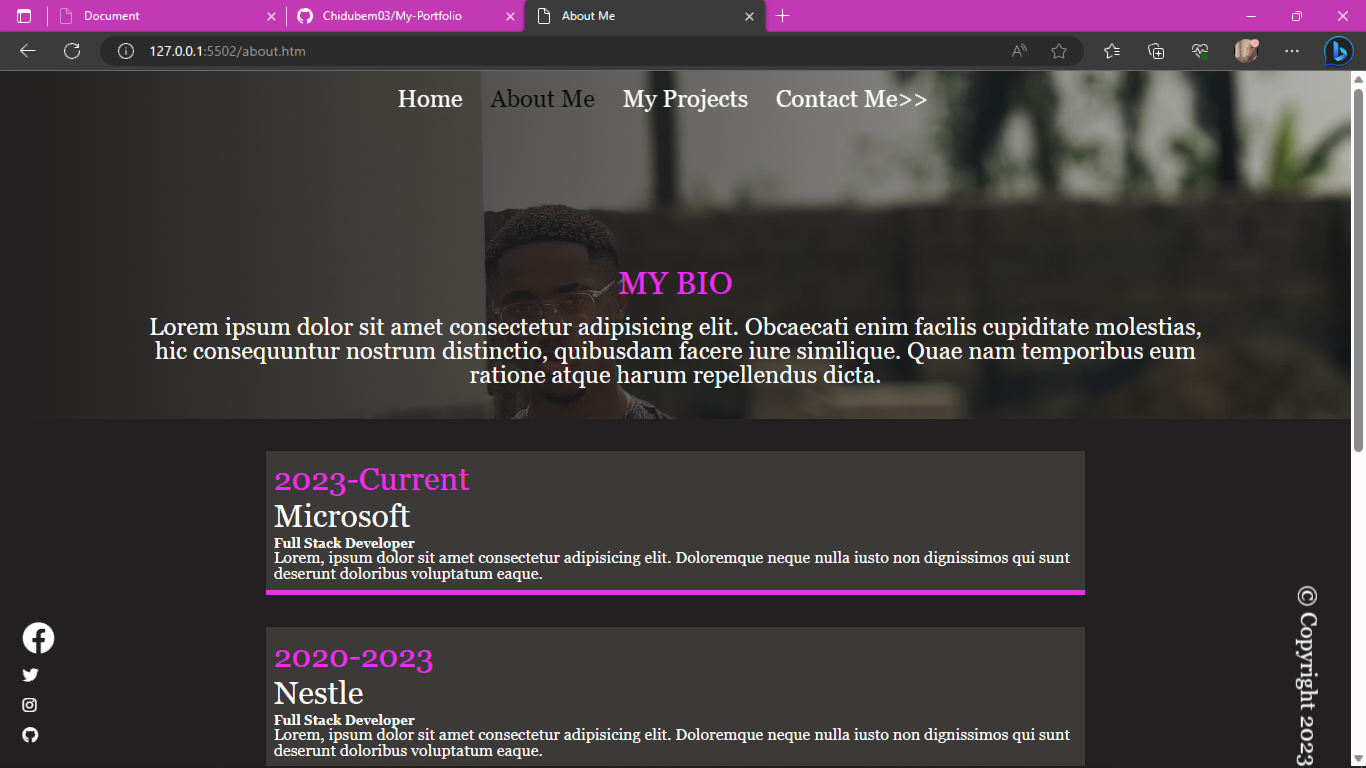 Document
Chidubem03/My-Portfolio
About Me
127.0.0.1:5502/about.htm
Home About Me My Projects Contact Me>>
MY BIO
Lorem ipsum dolor sit amet consectetur adipisicing elit. Obcaecati enim facilis cupiditate molestias,
hic consequuntur nostrum distinctio, quibusdam facere iure similique. Quae nam temporibus eum
ratione atque harum repellendus dicta.
2023-Current
Microsoft
Full Stack Developer
Lorem, ipsum dolor sit amet consectetur adipisicing elit. Doloremque neque nulla iusto non dignissimos qui sunt
deserunt doloribus voluptatum eaque.
2020-2023
Nestle
Full Stack Developer
Lorem, ipsum dolor sit amet consectetur adipisicing elit. Doloremque neque nulla iusto non dignissimos qui sunt
deserunt doloribus voluptatum eaque.
© Copyright 2023